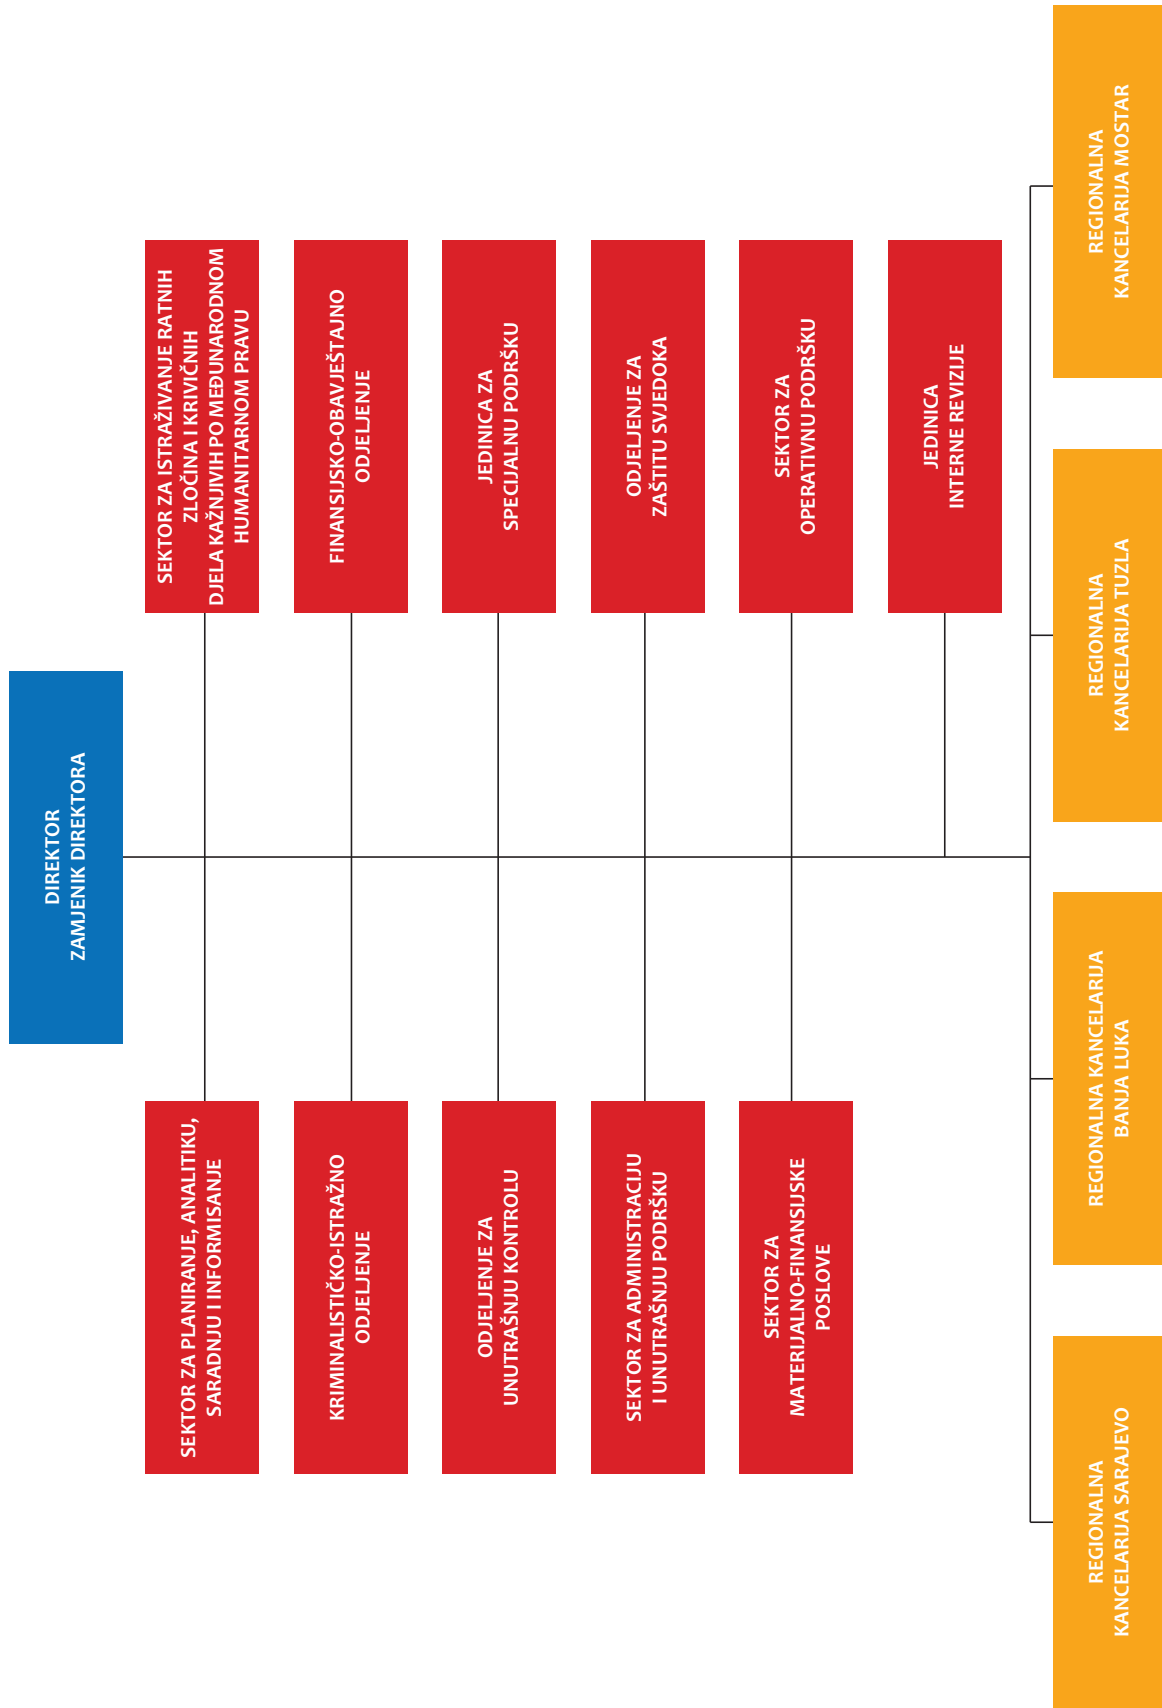 DIREKTOR
ZAMJENIK DIREKTORA
SEKTOR ZA PLANIRANJE, ANALITIKU,
SARADNJU I INFORMISANJE
SEKTOR ZA ISTRAŽIVANJE RATNIH
ZLOČINA I KRIVIČNIH
DJELA KAŽNJIVIH PO MEĐUNARODNOM
HUMANITARNOM PRAVU
KRIMINALISTIČKO-ISTRAŽNO
ODJELJENJE
FINANSIJSKO-OBAVJEŠTAJNO
ODJELJENJE
ODJELJENJE ZA
UNUTRAŠNJU KONTROLU
JEDINICA ZA
SPECIJALNU PODRŠKU
SEKTOR ZA ADMINISTRACIJU
I UNUTRAŠNJU PODRŠKU
ODJELJENJE ZA
ZAŠTITU SVJEDOKA
SEKTOR ZA
MATERIJALNO-FINANSIJSKE
POSLOVE
SEKTOR ZA
OPERATIVNU PODRŠKU
JEDINICA
INTERNE REVIZIJE
REGIONALNA
KANCELARIJA SARAJEVO
REGIONALNA KANCELARIJA
BANJA LUKA
REGIONALNA
KANCELARIJA TUZLA
REGIONALNA
KANCELARIJA MOSTAR